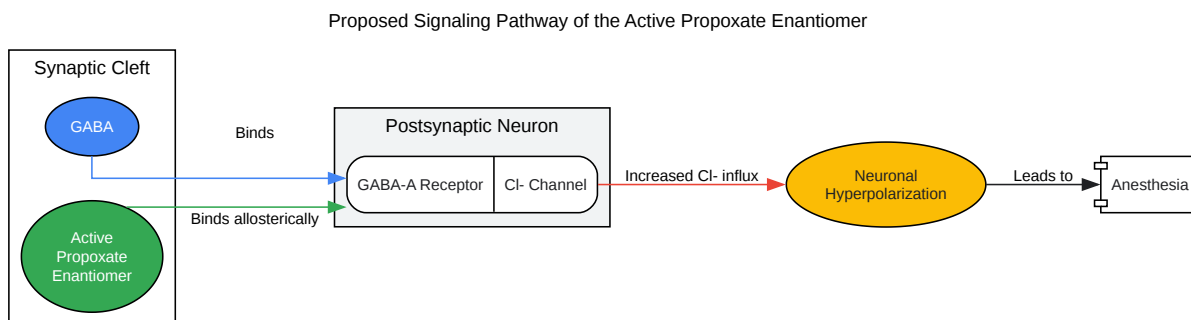 Proposed Signaling Pathway of the Active Propoxate Enantiomer
Synaptic Cleft
GABA
Active
Propoxate
Enantiomer
Binds
Binds allosterically
Postsynaptic Neuron
GABA-A Receptor
Cl- Channel
Increased Cl- influx
Neuronal
Hyperpolarization
Leads to
Anesthesia